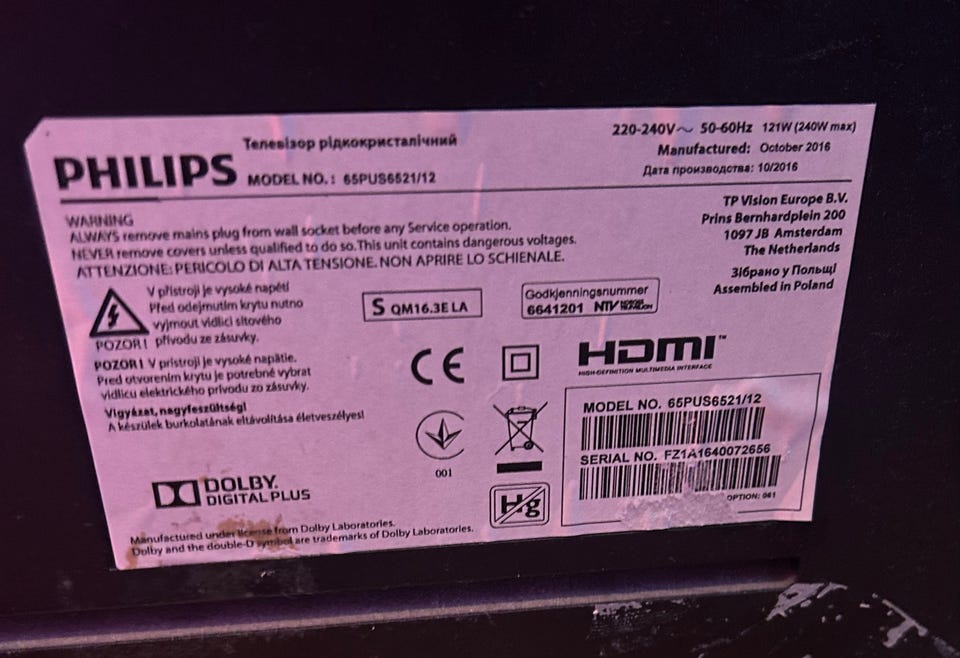 Телевізор рідкокристалічний
PHILIPS
MODEL NO.: 65PUS6521/12
220-240V～ 50-60Hz 121W (240W max)
Manufactured: October 2016
Дата производства: 10/2016
TP Vision Europe B.V.
Prins Bernhardplein 200
1097 JB Amsterdam
The Netherlands
Зібрано у Польщі
Assembled in Poland
WARNING
ALWAYS remove mains plug from wall socket before any Service operation.
NEVER remove covers unless qualified to do so. This unit contains dangerous voltages.
ATTENZIONE: PERICOLO DI ALTA TENSIONE. NON APRIRE LO SCHIENALE.
V přístroji je vysoké napětí
Před odejmutím krytu nutno
vyjmout vidlici síťového
POZOR! přívodu ze zásuvky.
POZOR! V prístroji je vysoké napätie.
Pred otvorením krytu je potrebné vybrat
vidlicu elektrického prívodu zo zásuvky.
Vigyázat, nagyfeszültség!
A készülek burkolatának eltávolítása életveszélyes!
S QM16.3E LA
Godkjenningsnummer
6641201 NTV
CE
HDMI™
HIGH-DEFINITION MULTIMEDIA INTERFACE
001
Hg
MODEL NO. 65PUS6521/12
SERIAL NO. FZ1A1640072656
OPTION: 061
DOLBY.
DIGITAL PLUS
Manufactured under license from Dolby Laboratories.
Dolby and the double-D symbol are trademarks of Dolby Laboratories.